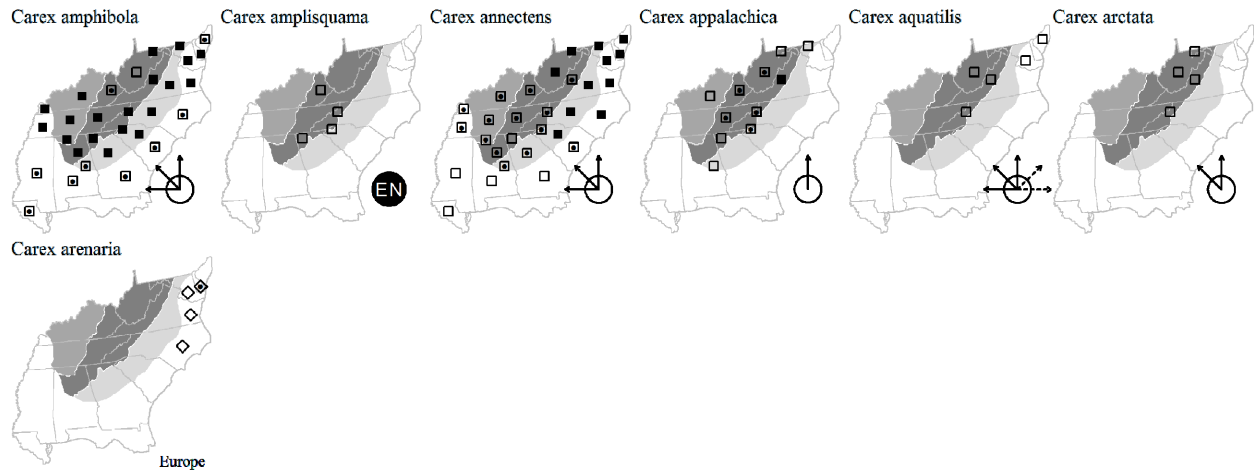 Carex amphibola
Carex amplisquama
Carex annectens
Carex appalachica
Carex aquatilis
Carex arctata
EN
Carex arenaria
Europe